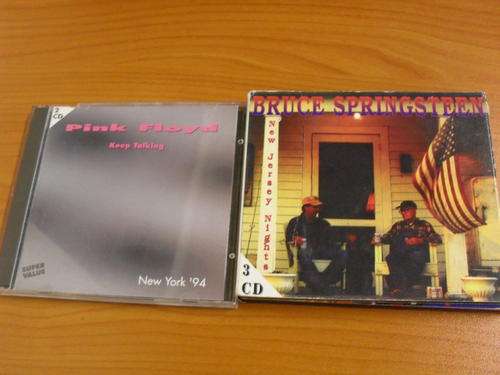 2
CD
Pink Floyd
Keep Talking
SUPER
VALUE
New York '94
BRUCE SPRINGSTEEN
New Jersey Nights
3
CD